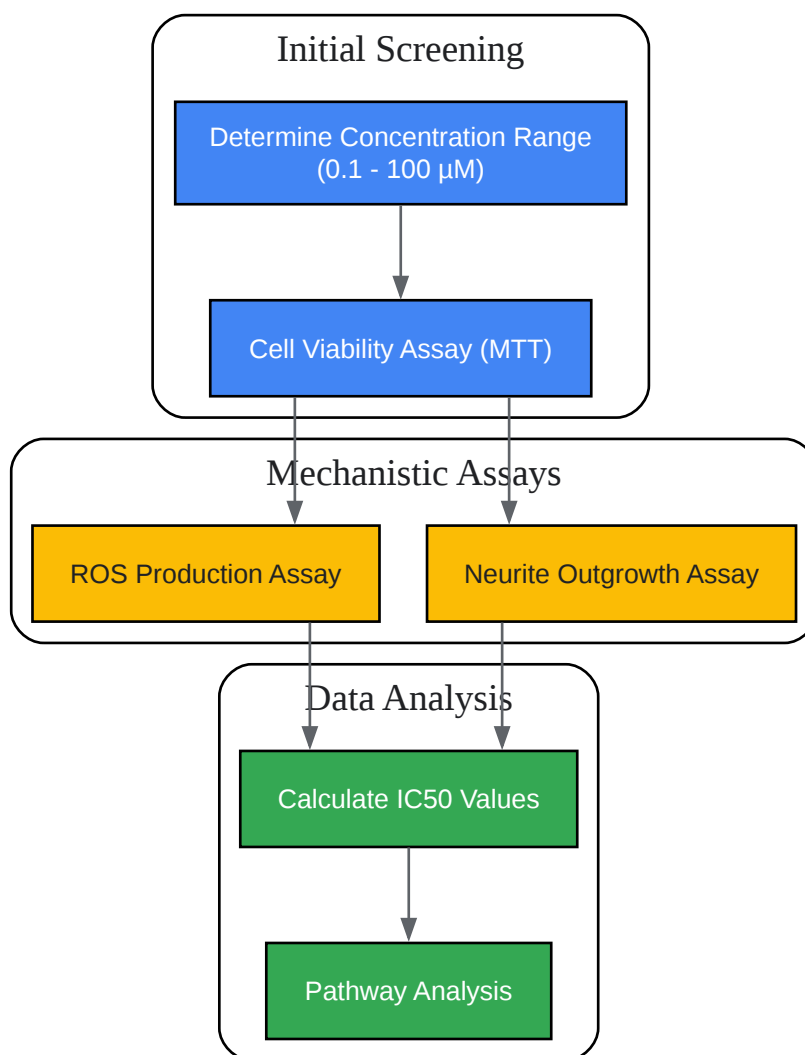 Initial Screening
Determine Concentration Range
(0.1 - 100 µM)
Cell Viability Assay (MTT)
Mechanistic Assays
ROS Production Assay
Neurite Outgrowth Assay
Data Analysis
Calculate IC50 Values
Pathway Analysis